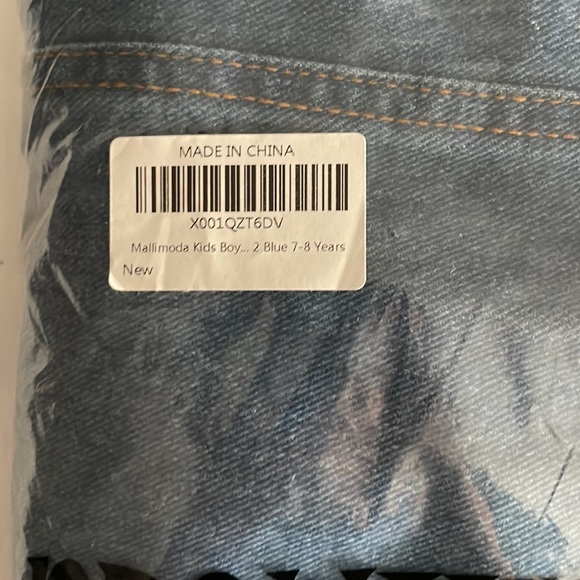 MADE IN CHINA
X001QZT6DV
Mallimoda Kids Boy... 2 Blue 7-8 Years
New